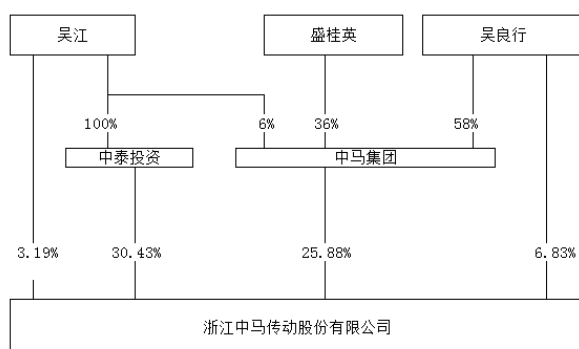 吴江
盛桂英
吴良行
100%
6%
36%
58%
中泰投资
中马集团
3.19%
30.43%
25.88%
6.83%
浙江中马传动股份有限公司